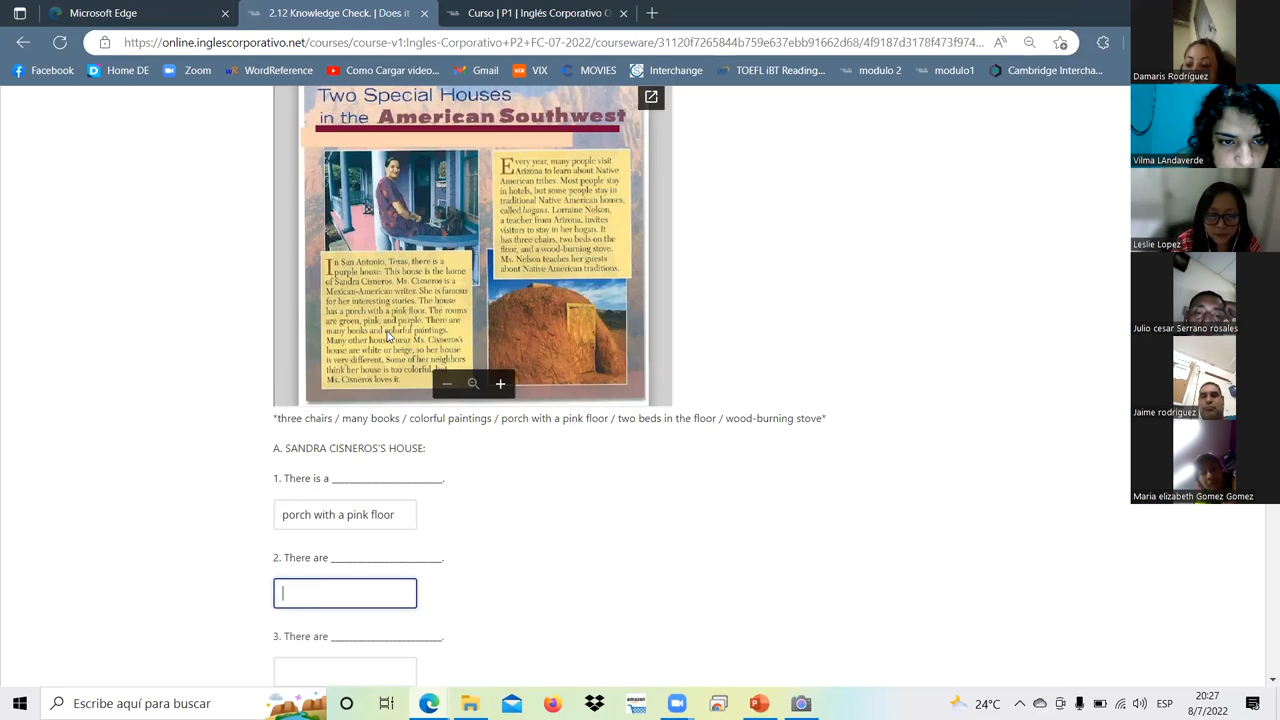 Microsoft Edge
2.12 Knowledge Check. | Does it
Curso | P1 | Inglés Corporativo
https://online.inglescorporativo.net/courses/course-v1:Ingles-Corporativo+P2+FC-07-2022/courseware/31120f7265844b759e637ebb91662d68/4f9187d3178f473f974...
Facebook
Home DE
Zoom
WordReference
Como Cargar video...
Gmail
VIX
MOVIES
Interchange
TOEFL iBT Reading...
modulo 2
modulo1
Cambridge Intercha...
Two Special Houses
in the American Southwest
Every year, many people visit
Arizona to learn about Native
American tribes. Most people stay
in hotels, but some people stay in
traditional Native American homes,
called hogans. Lorraine Nelson,
a teacher from Arizona, invites
visitors to stay in her hogan. It
has three chairs, two beds on the
floor, and a wood-burning stove.
Ms. Nelson teaches her guests
about Native American traditions.
In San Antonio, Texas, there is a
purple house. This house is the home
of Sandra Cisneros. Ms. Cisneros is a
Mexican-American writer. She is famous
for her interesting stories. The house
has a porch with a pink floor. The rooms
are green, pink, and purple. There are
many books and colorful paintings.
Many other houses near Ms. Cisneros's
house are white or beige, so her house
is very different. Some of her neighbors
think her house is too colorful, but
Ms. Cisneros loves it.
*three chairs / many books / colorful paintings / porch with a pink floor / two beds in the floor / wood-burning stove*
A. SANDRA CISNEROS'S HOUSE:
1. There is a ______________________.
porch with a pink floor
2. There are ______________________.
3. There are ______________________.
Damaris Rodríguez
Vilma LAndaverde
Leslie Lopez
Julio cesar Serrano rosales
Jaime rodriguez
Maria elizabeth Gomez Gomez
Escribe aquí para buscar
24°C
ESP
20:27
8/7/2022